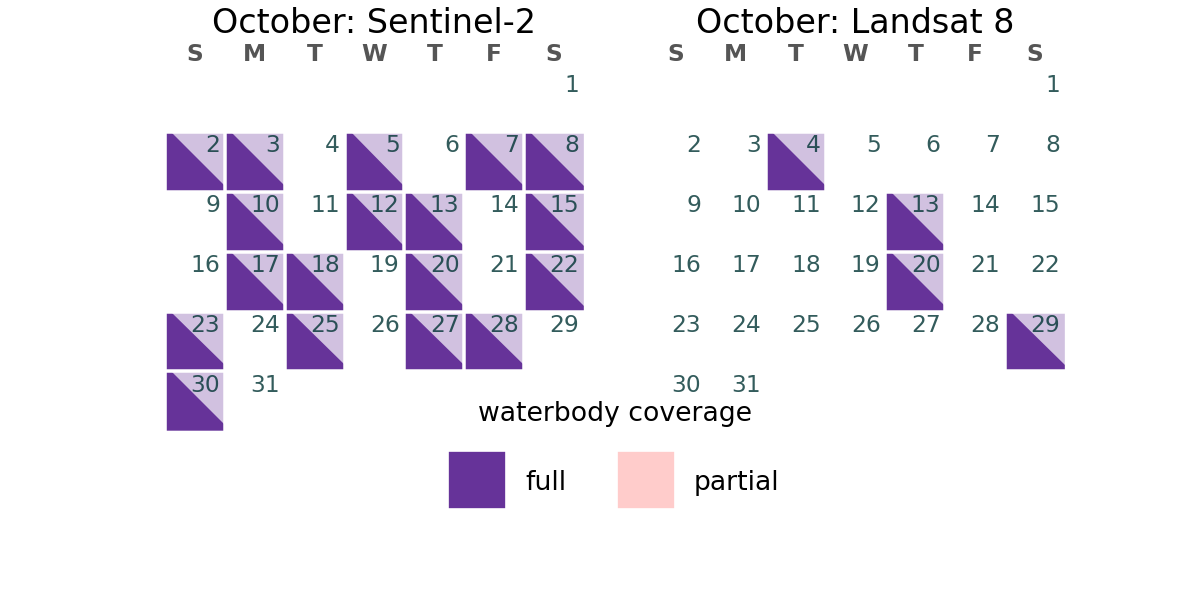 October: Sentinel-2
S M T W T F S
1
2 3 4 5 6 7 8
9 10 11 12 13 14 15
16 17 18 19 20 21 22
23 24 25 26 27 28 29
30 31
October: Landsat 8
S M T W T F S
1
2 3 4 5 6 7 8
9 10 11 12 13 14 15
16 17 18 19 20 21 22
23 24 25 26 27 28 29
30 31
waterbody coverage
full partial